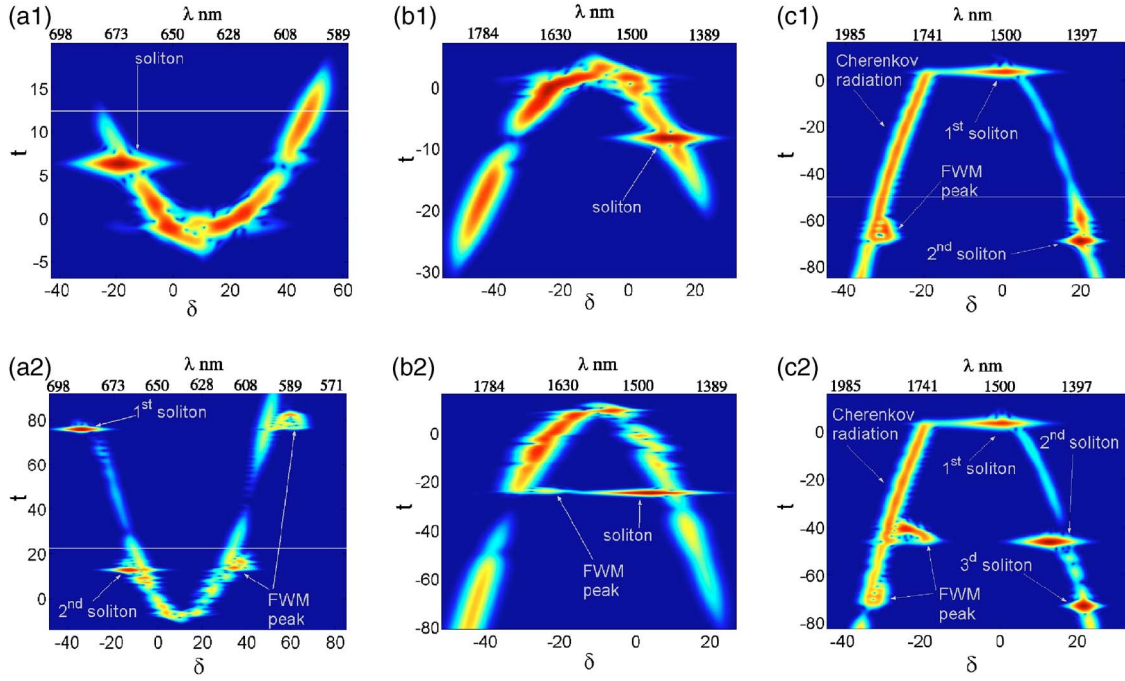 (a1)
λ nm
698 673 650 628 608 589
soliton
t
15
10
5
0
-5
-40 -20 0 20 40 60
δ
(b1)
λ nm
1784 1630 1500 1389
t
0
-10
-20
-30
soliton
-40 -20 0 20
δ
(c1)
λ nm
1985 1741 1500 1397
Cherenkov
radiation
1st soliton
FWM
peak
2nd soliton
t
0
-20
-40
-60
-80
-40 -20 0 20
δ
(a2)
λ nm
698 673 650 628 608 589 571
1st soliton
t
80
60
40
20
0
2nd soliton
FWM
peak
-40 -20 0 20 40 60 80
δ
(b2)
λ nm
1784 1630 1500 1389
t
0
-20
-40
-60
-80
FWM
peak
soliton
-40 -20 0 20
δ
(c2)
λ nm
1985 1741 1500 1397
Cherenkov
radiation
1st soliton
2nd
soliton
3d
soliton
FWM
peak
t
0
-20
-40
-60
-80
-40 -20 0 20
δ